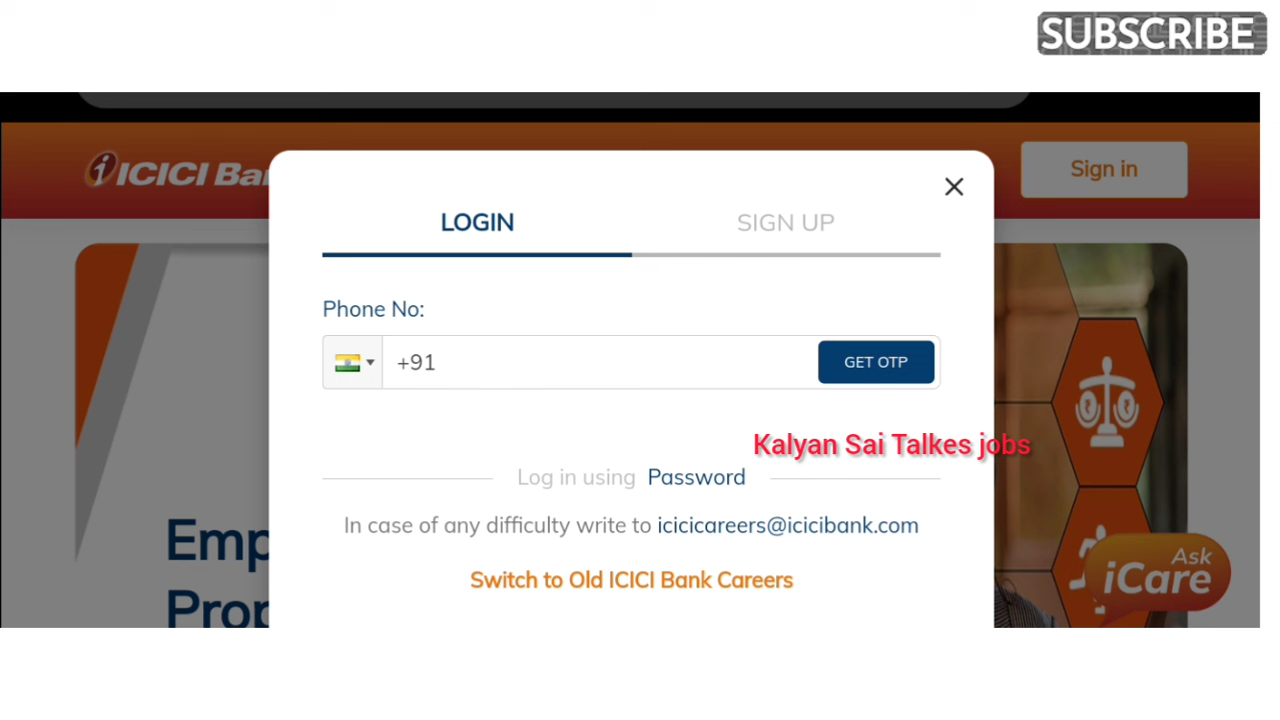 SUBSCRIBE
ICICI Ban
Sign in
LOGIN
SIGN UP
Phone No:
+91
GET OTP
Kalyan Sai Talkes jobs
Log in using Password
In case of any difficulty write to icicicareers@icicibank.com
Switch to Old ICICI Bank Careers
Emp
Prop
Ask
iCare